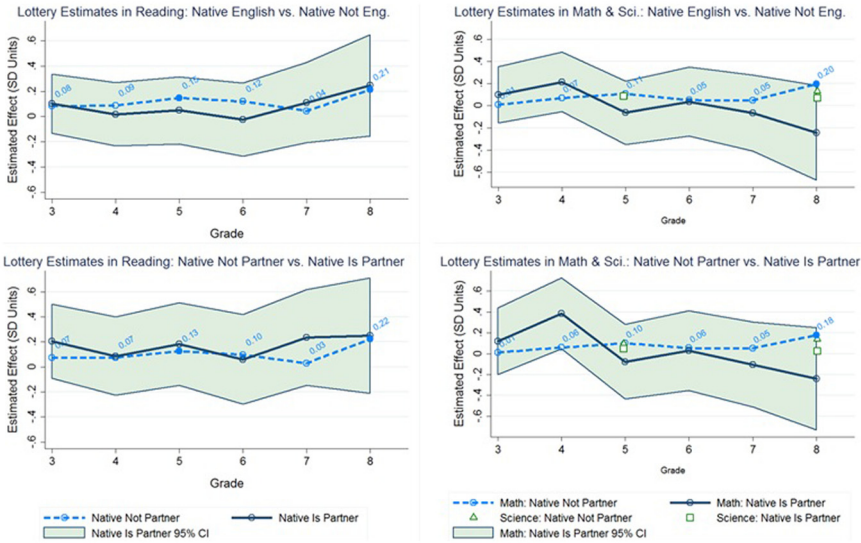 Lottery Estimates in Reading: Native English vs. Native Not Eng.
Estimated Effect (SD Units)
.6
.4
.2
0
-.2
-.4
-.6
0.08
0.09
0.15
0.12
0.04
0.21
3 4 5 6 7 8
Grade
Lottery Estimates in Math & Sci.: Native English vs. Native Not Eng.
Estimated Effect (SD Units)
.6
.4
.2
0
-.2
-.4
-.6
0.01
0.07
0.11
0.05
0.05
0.20
3 4 5 6 7 8
Grade
Lottery Estimates in Reading: Native Not Partner vs. Native Is Partner
Estimated Effect (SD Units)
.6
.4
.2
0
-.2
-.4
-.6
0.07
0.07
0.13
0.10
0.03
0.22
3 4 5 6 7 8
Grade
Native Not Partner
Native Is Partner
Native Is Partner 95% CI
Lottery Estimates in Math & Sci.: Native Not Partner vs. Native Is Partner
Estimated Effect (SD Units)
.6
.4
.2
0
-.2
-.4
-.6
0.01
0.06
0.10
0.06
0.05
0.18
3 4 5 6 7 8
Grade
Math: Native Not Partner
Math: Native Is Partner
Science: Native Not Partner
Science: Native Is Partner
Math: Native Is Partner 95% CI